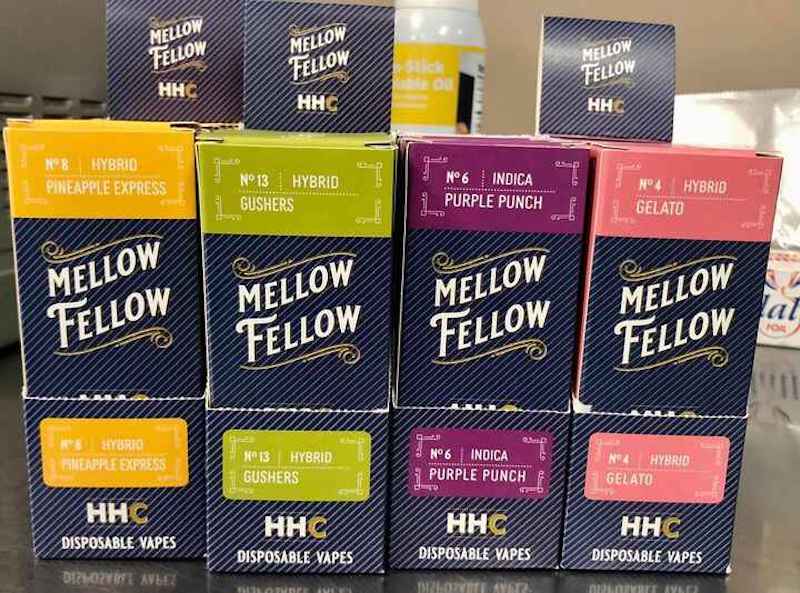 MELLOW
FELLOW
HHC
MELLOW
FELLOW
HHC
MELLOW
FELLOW
HHC
-Stick
Oil
Nº 8 HYBRID
PINEAPPLE EXPRESS
MELLOW
FELLOW
Nº 8 HYBRID
PINEAPPLE EXPRESS
HHC
DISPOSABLE VAPES
Nº 13 HYBRID
GUSHERS
MELLOW
FELLOW
Nº 13 HYBRID
GUSHERS
HHC
DISPOSABLE VAPES
Nº 6 INDICA
PURPLE PUNCH
MELLOW
FELLOW
Nº 6 INDICA
PURPLE PUNCH
HHC
DISPOSABLE VAPES
Nº 4 HYBRID
GELATO
MELLOW
FELLOW
Nº 4 HYBRID
GELATO
HHC
DISPOSABLE VAPES
FOIL